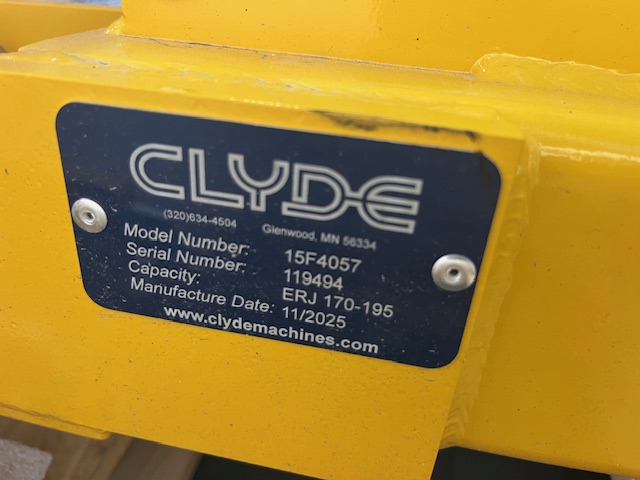 CLYDE
(320)634-4504 Glenwood, MN 56334
Model Number: 15F4057
Serial Number: 119494
Capacity: ERJ 170-195
Manufacture Date: 11/2025
www.clydemachines.com